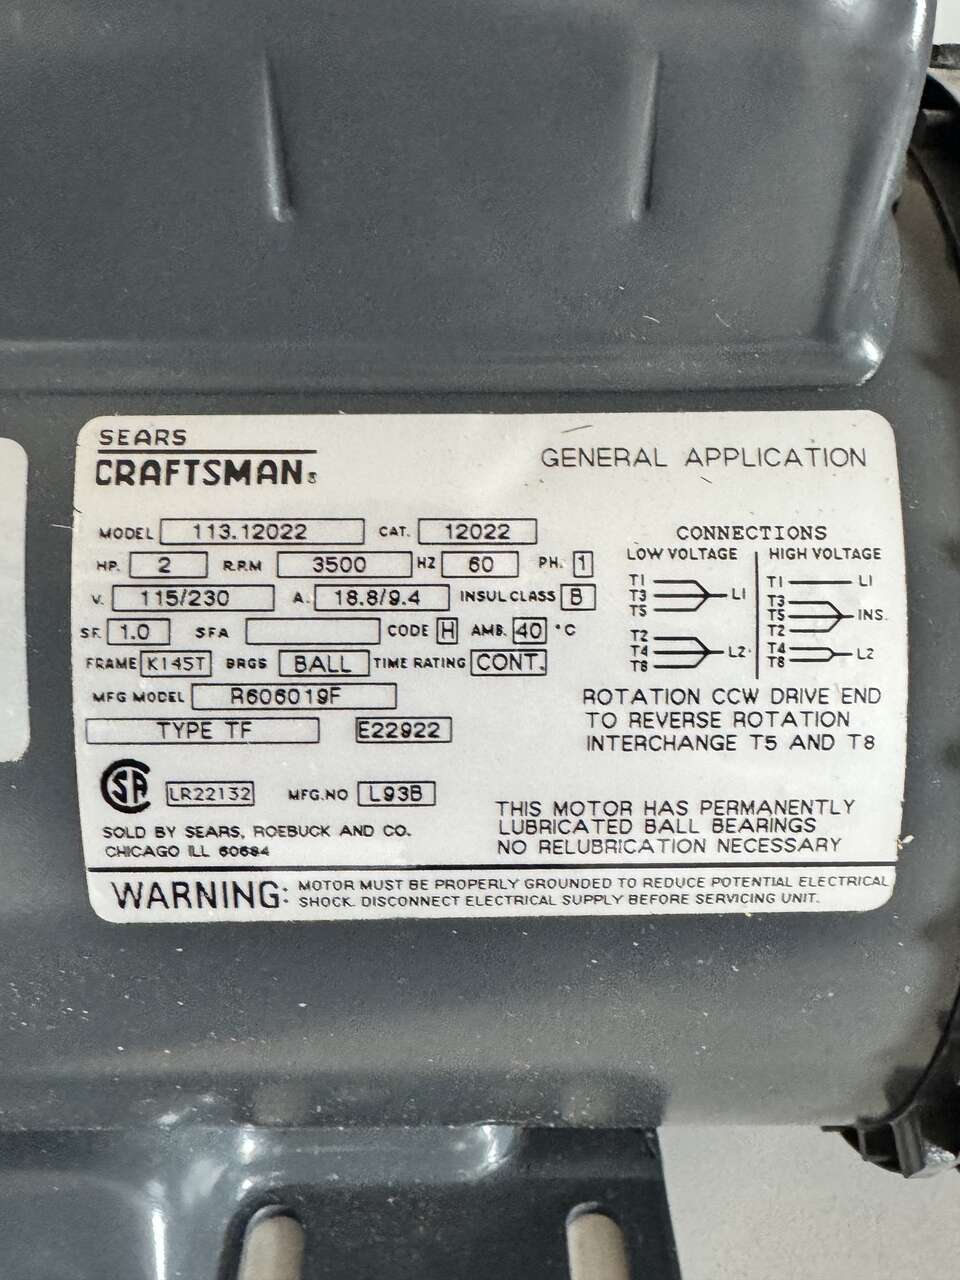 SEARS
CRAFTSMAN®
GENERAL APPLICATION
MODEL 113.12022 CAT. 12022
HP. 2 R.P.M 3500 HZ 60 PH. 1
V. 115/230 A. 18.8/9.4 INSUL CLASS B
SF. 1.0 SFA CODE H AMB. 40 °C
FRAME K145T BRGS BALL TIME RATING CONT.
MFG MODEL R606019F
TYPE TF E22922
SA LR22132 MFG.NO L93B
SOLD BY SEARS, ROEBUCK AND CO.
CHICAGO ILL 60684
CONNECTIONS
LOW VOLTAGE
T1
T3 L1
T5
T2
T4 L2
T8
HIGH VOLTAGE
T1 L1
T3
T5 INS.
T2
T4 L2
T8
ROTATION CCW DRIVE END
TO REVERSE ROTATION
INTERCHANGE T5 AND T8
THIS MOTOR HAS PERMANENTLY
LUBRICATED BALL BEARINGS
NO RELUBRICATION NECESSARY
WARNING: MOTOR MUST BE PROPERLY GROUNDED TO REDUCE POTENTIAL ELECTRICAL
SHOCK. DISCONNECT ELECTRICAL SUPPLY BEFORE SERVICING UNIT.